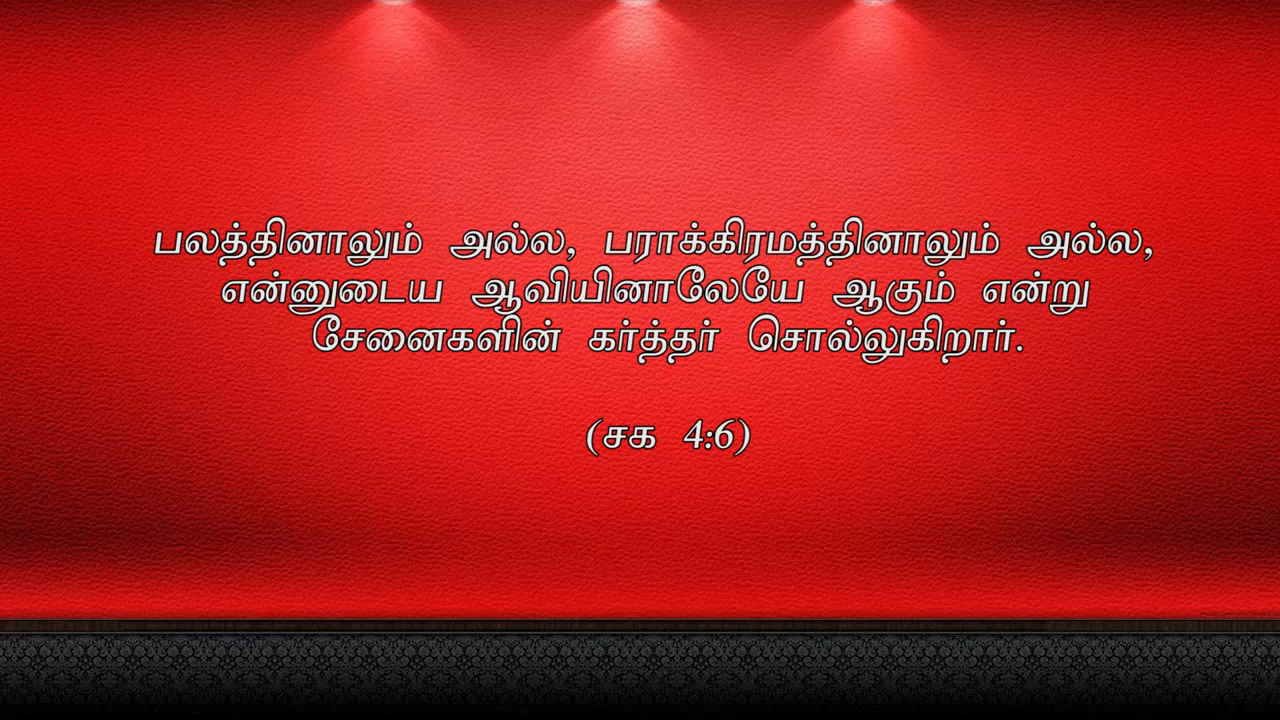 பலத்தினாலும் அல்ல, பராக்கிரமத்தினாலும் அல்ல,
என்னுடைய ஆவியினாலேயே ஆகும் என்று
சேனைகளின் கர்த்தர் சொல்லுகிறார்.
(சக 4:6)